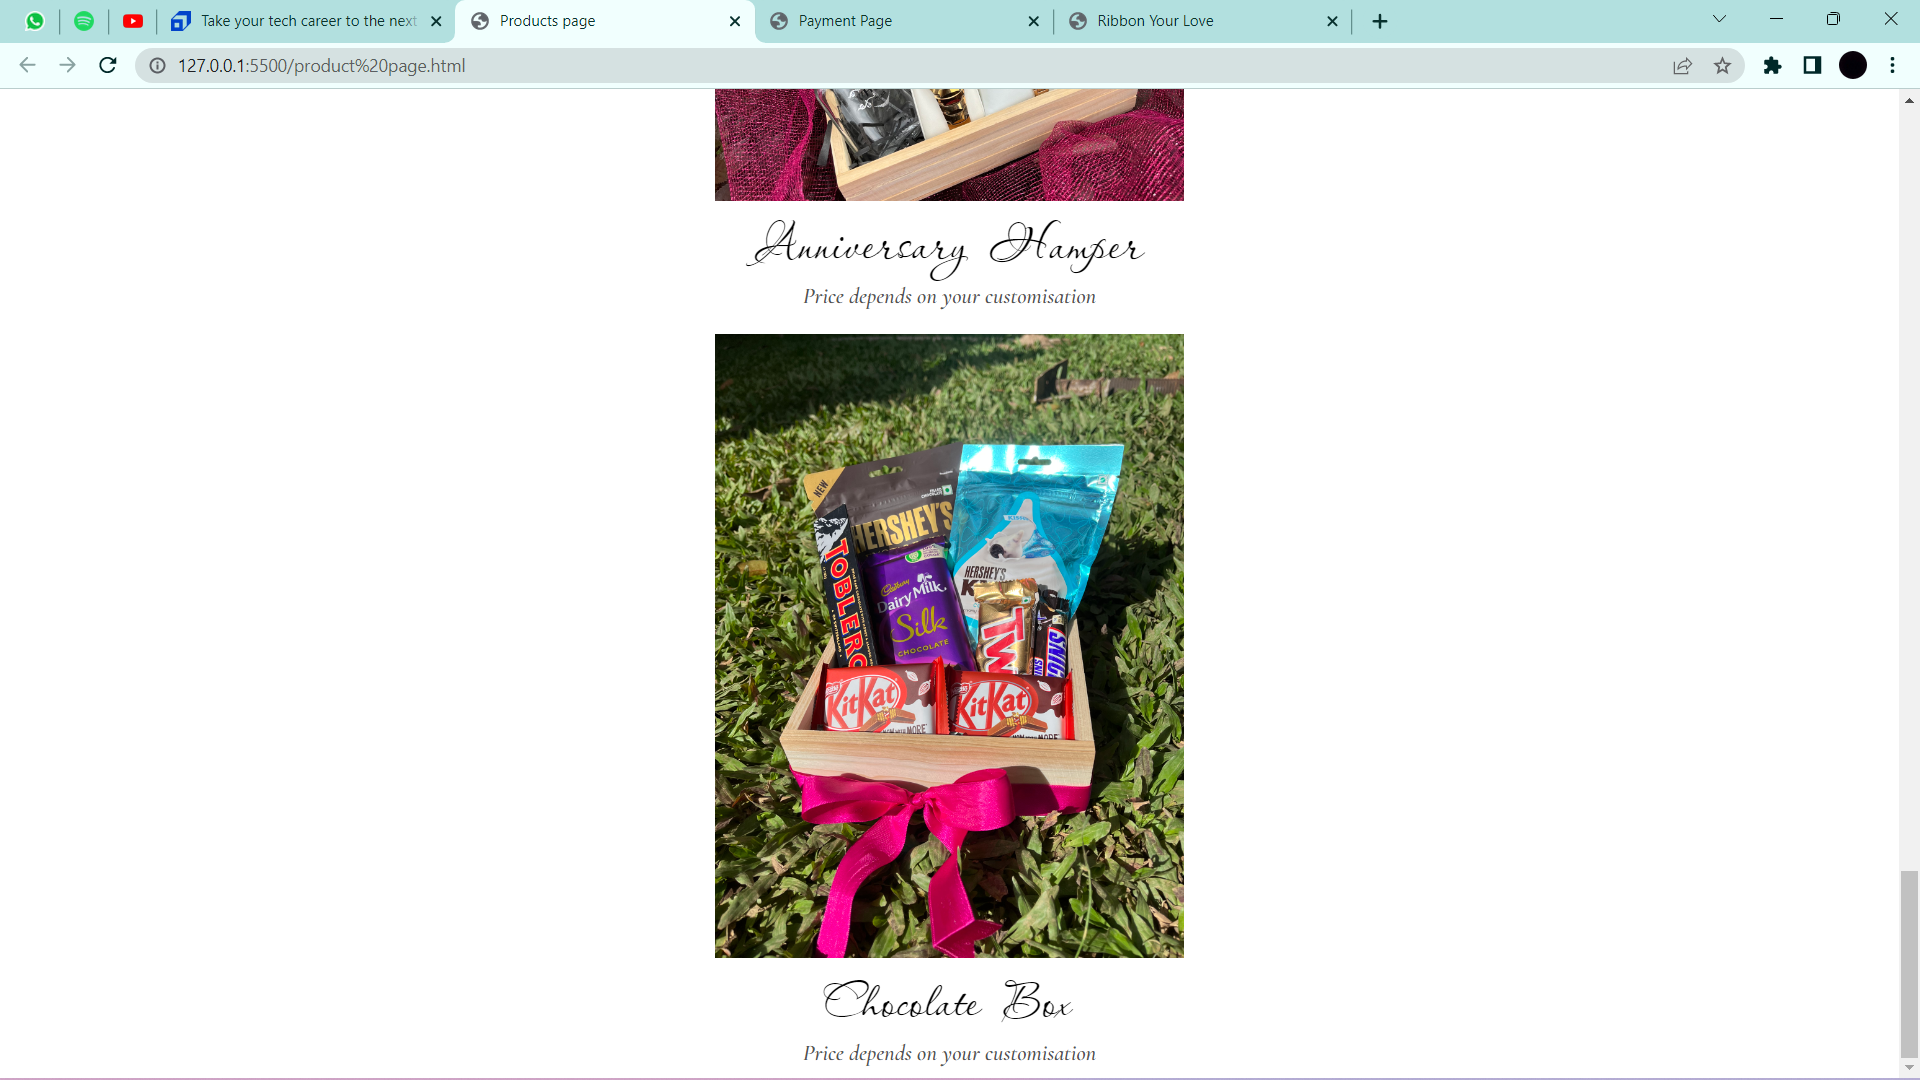 Take your tech career to the next
Products page
Payment Page
Ribbon Your Love
127.0.0.1:5500/product%20page.html
Anniversary Hamper
Price depends on your customisation
NEW
HERSHEY'S
KISSES
HERSHEY'S
TOBLERO
Cadbury
Dairy Milk
Silk
CHOCOLATE
TW
SNIC
KitKat
KitKat
Chocolate Box
Price depends on your customisation